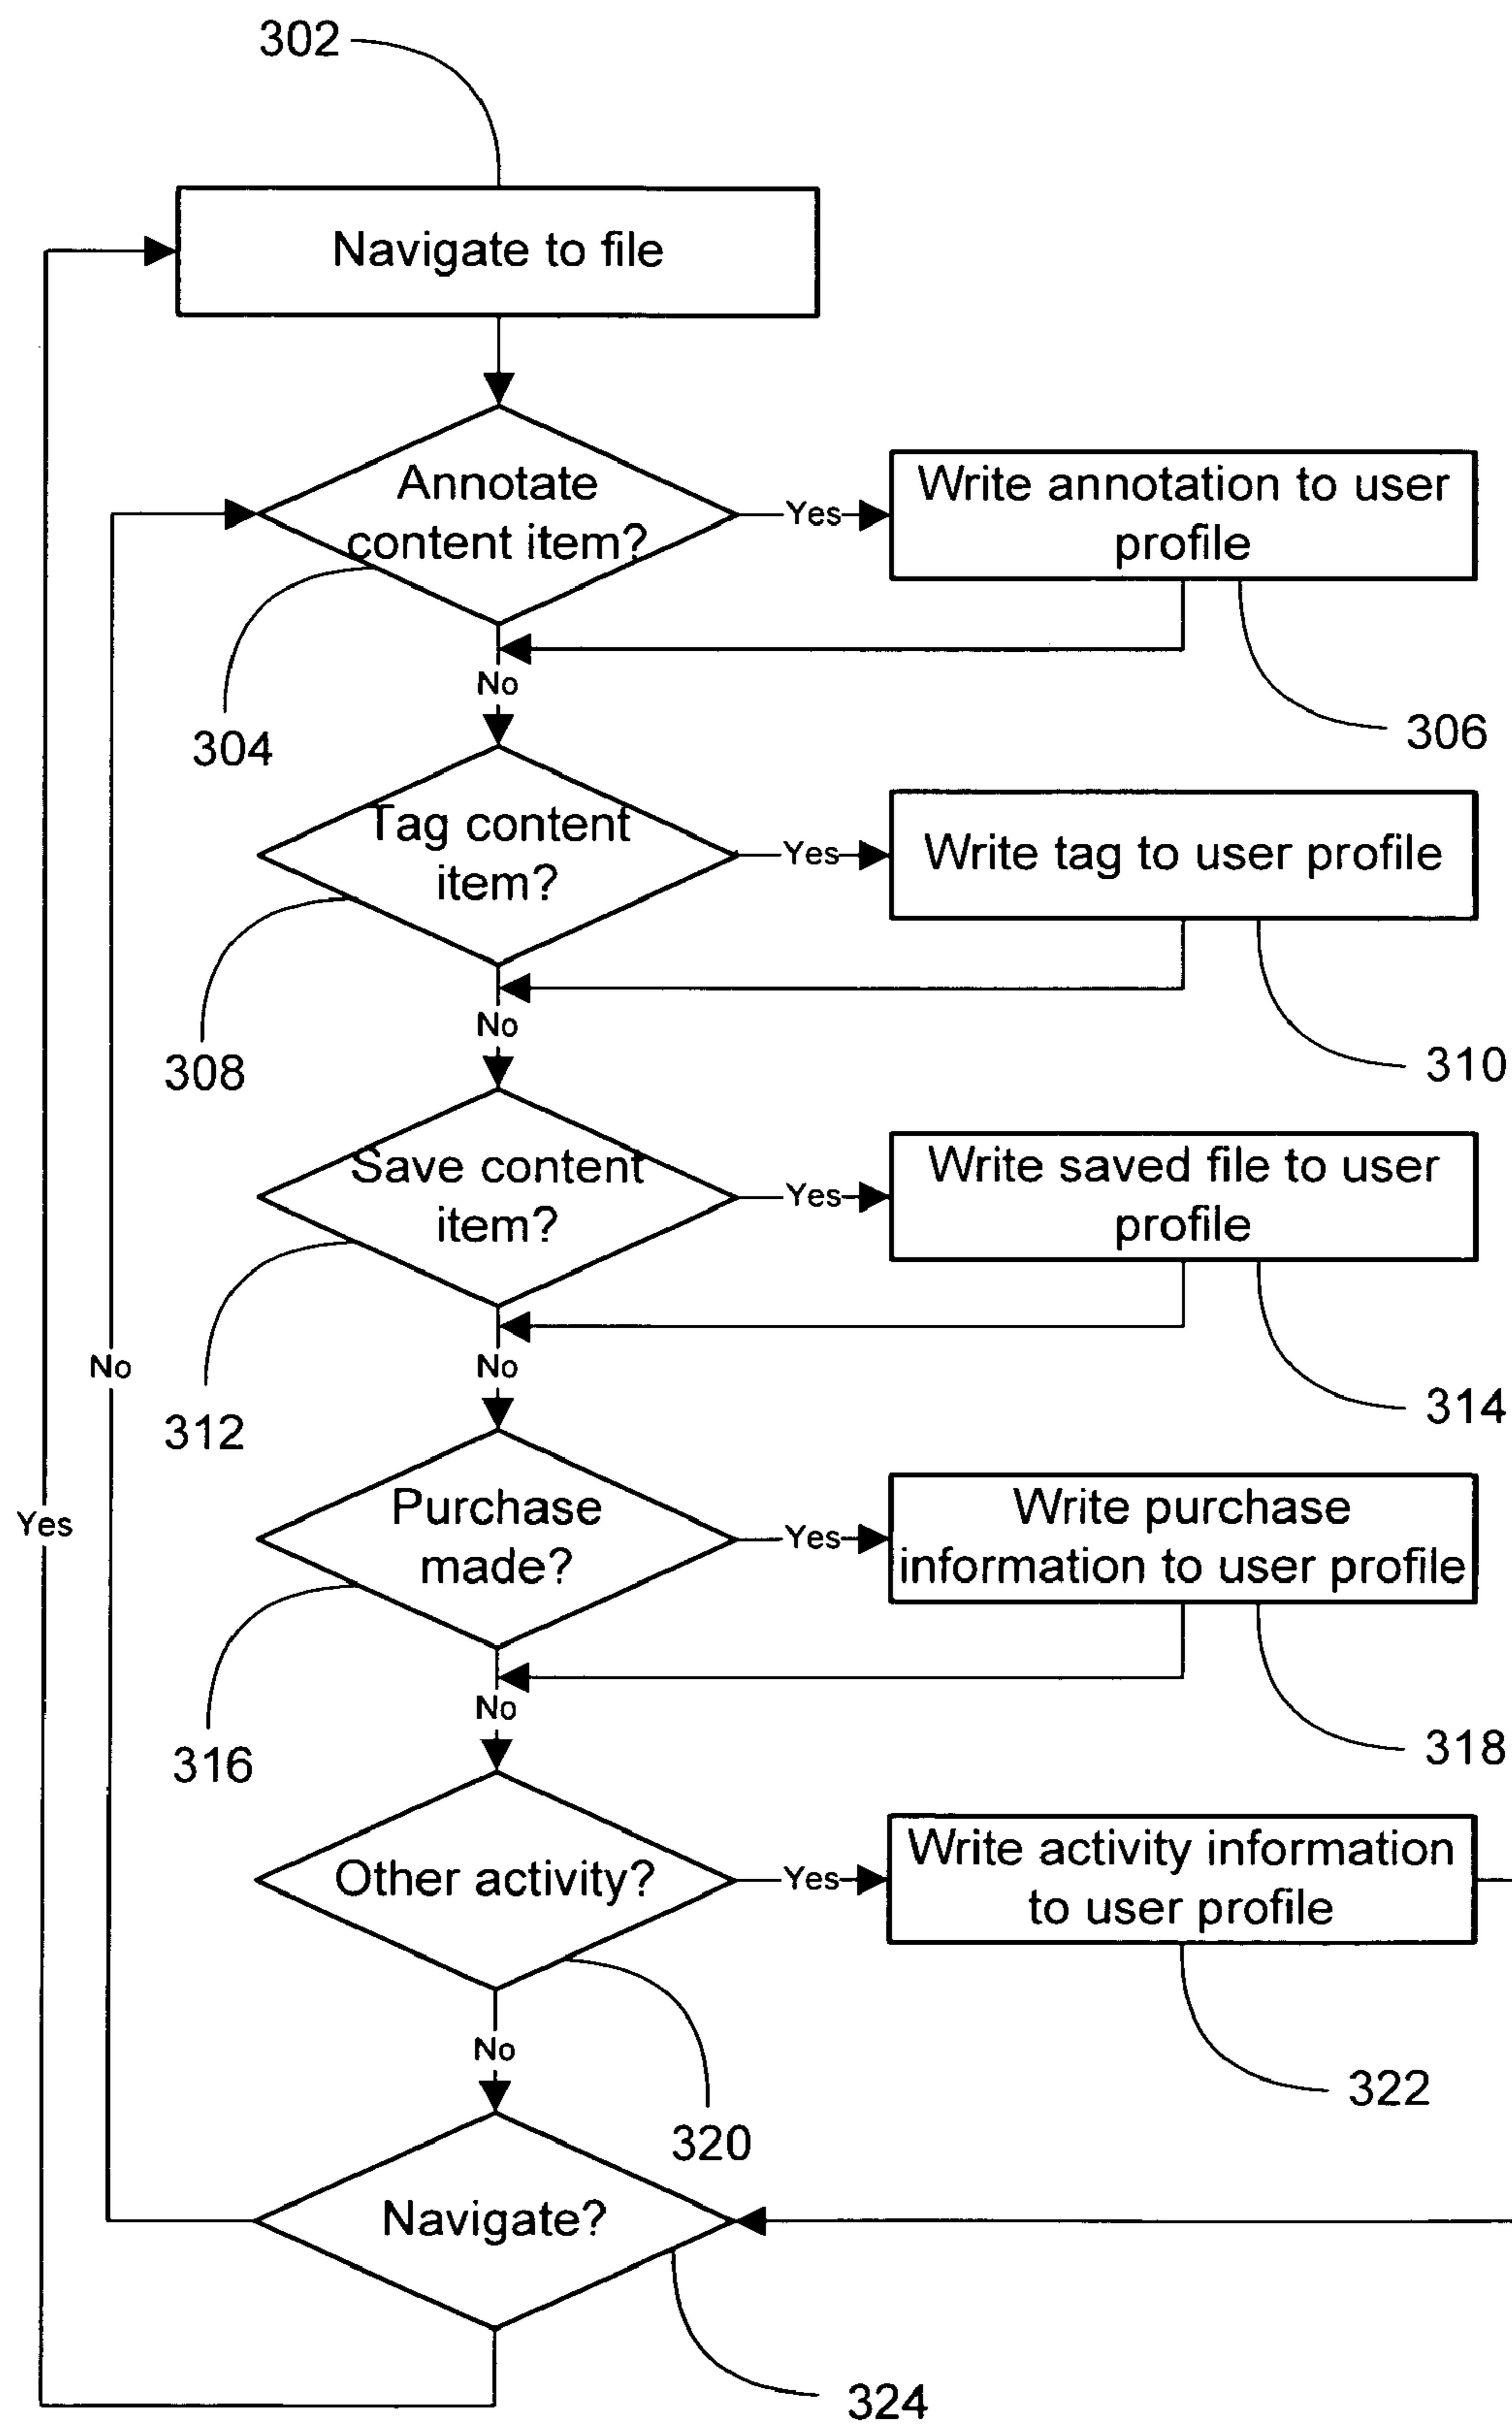 302
Navigate to file
Annotate
content item?
Yes
Write annotation to user
profile
No
304
306
Tag content
item?
Yes
Write tag to user profile
No
308
310
Save content
item?
Yes
Write saved file to user
profile
No
No
312
314
Purchase
made?
Yes
Write purchase
information to user profile
Yes
No
316
318
Other activity?
Yes
Write activity information
to user profile
No
322
320
Navigate?
324